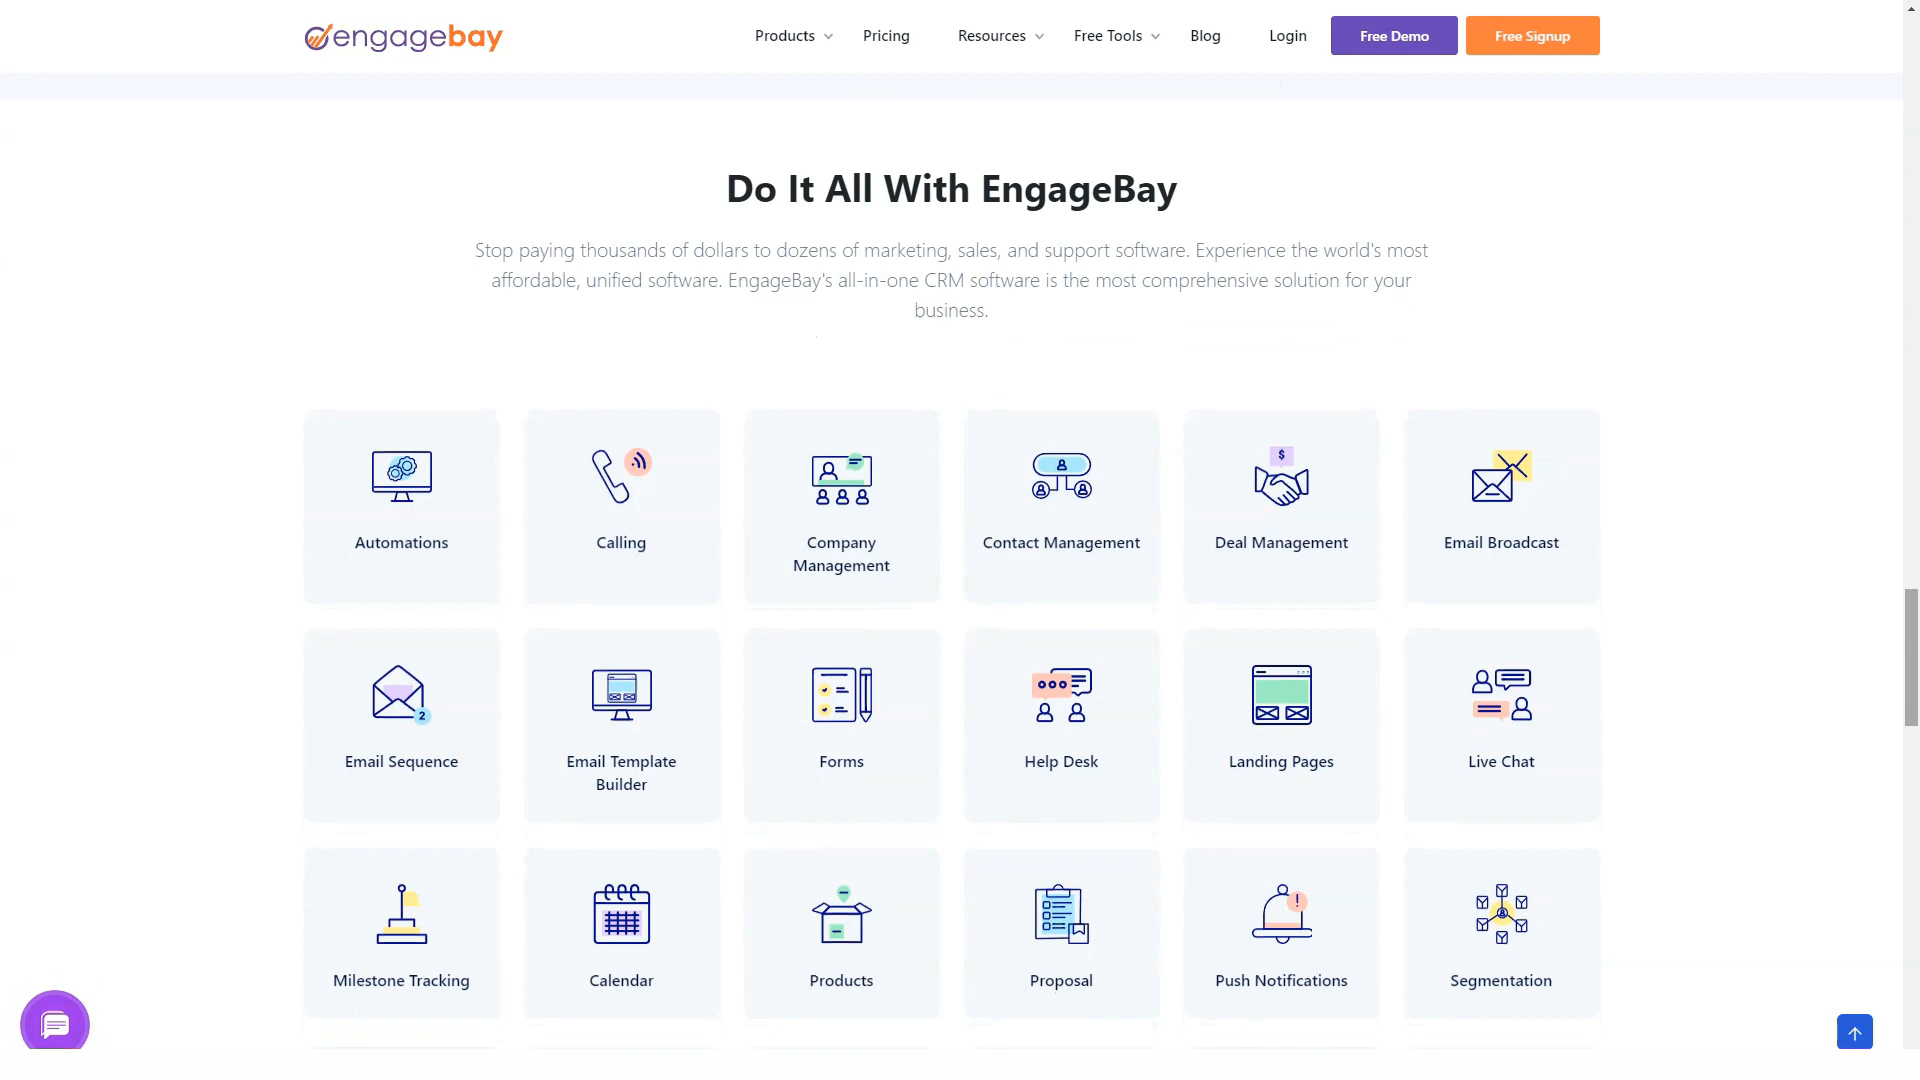 engagebay
Products
Pricing
Resources
Free Tools
Blog
Login
Free Demo
Free Signup
Do It All With EngageBay
Stop paying thousands of dollars to dozens of marketing, sales, and support software. Experience the world's most
affordable, unified software. EngageBay's all-in-one CRM software is the most comprehensive solution for your
business.
$
Automations
Calling
Company
Management
Contact Management
Deal Management
Email Broadcast
2
Email Sequence
Email Template
Builder
Forms
Help Desk
Landing Pages
Live Chat
!
Milestone Tracking
Calendar
Products
Proposal
Push Notifications
Segmentation